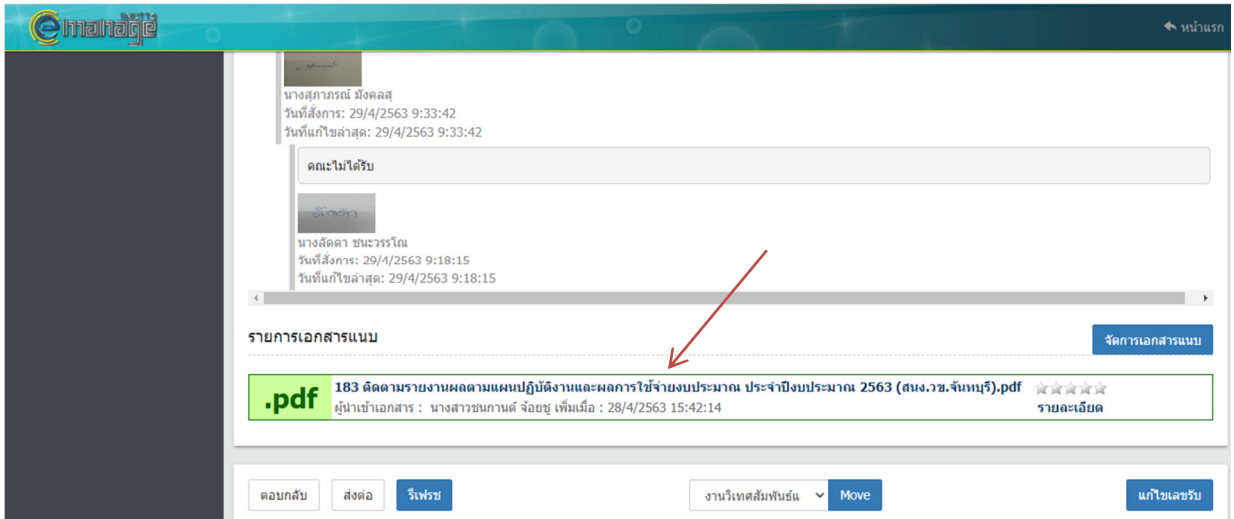 emanage
หน้าแรก
นางสุภาภรณ์ มังคลสุ
วันที่สั่งการ: 29/4/2563 9:33:42
วันที่แก้ไขล่าสุด: 29/4/2563 9:33:42
คณะไม่ได้รับ
ลัดดา
นางลัดดา ชนะวรรโณ
วันที่สั่งการ: 29/4/2563 9:18:15
วันที่แก้ไขล่าสุด: 29/4/2563 9:18:15
รายการเอกสารแนบ
จัดการเอกสารแนบ
.pdf
183 ติดตามรายงานผลตามแผนปฏิบัติงานและผลการใช้จ่ายงบประมาณ ประจำปีงบประมาณ 2563 (สนง.วข.จันทบุรี).pdf
ผู้นำเข้าเอกสาร : นางสาวชนกานต์ จ้อยชู เพิ่มเมื่อ : 28/4/2563 15:42:14
รายละเอียด
ตอบกลับ ส่งต่อ รีเฟรช งานวิเทศสัมพันธ์แ Move แก้ไขเลขรับ